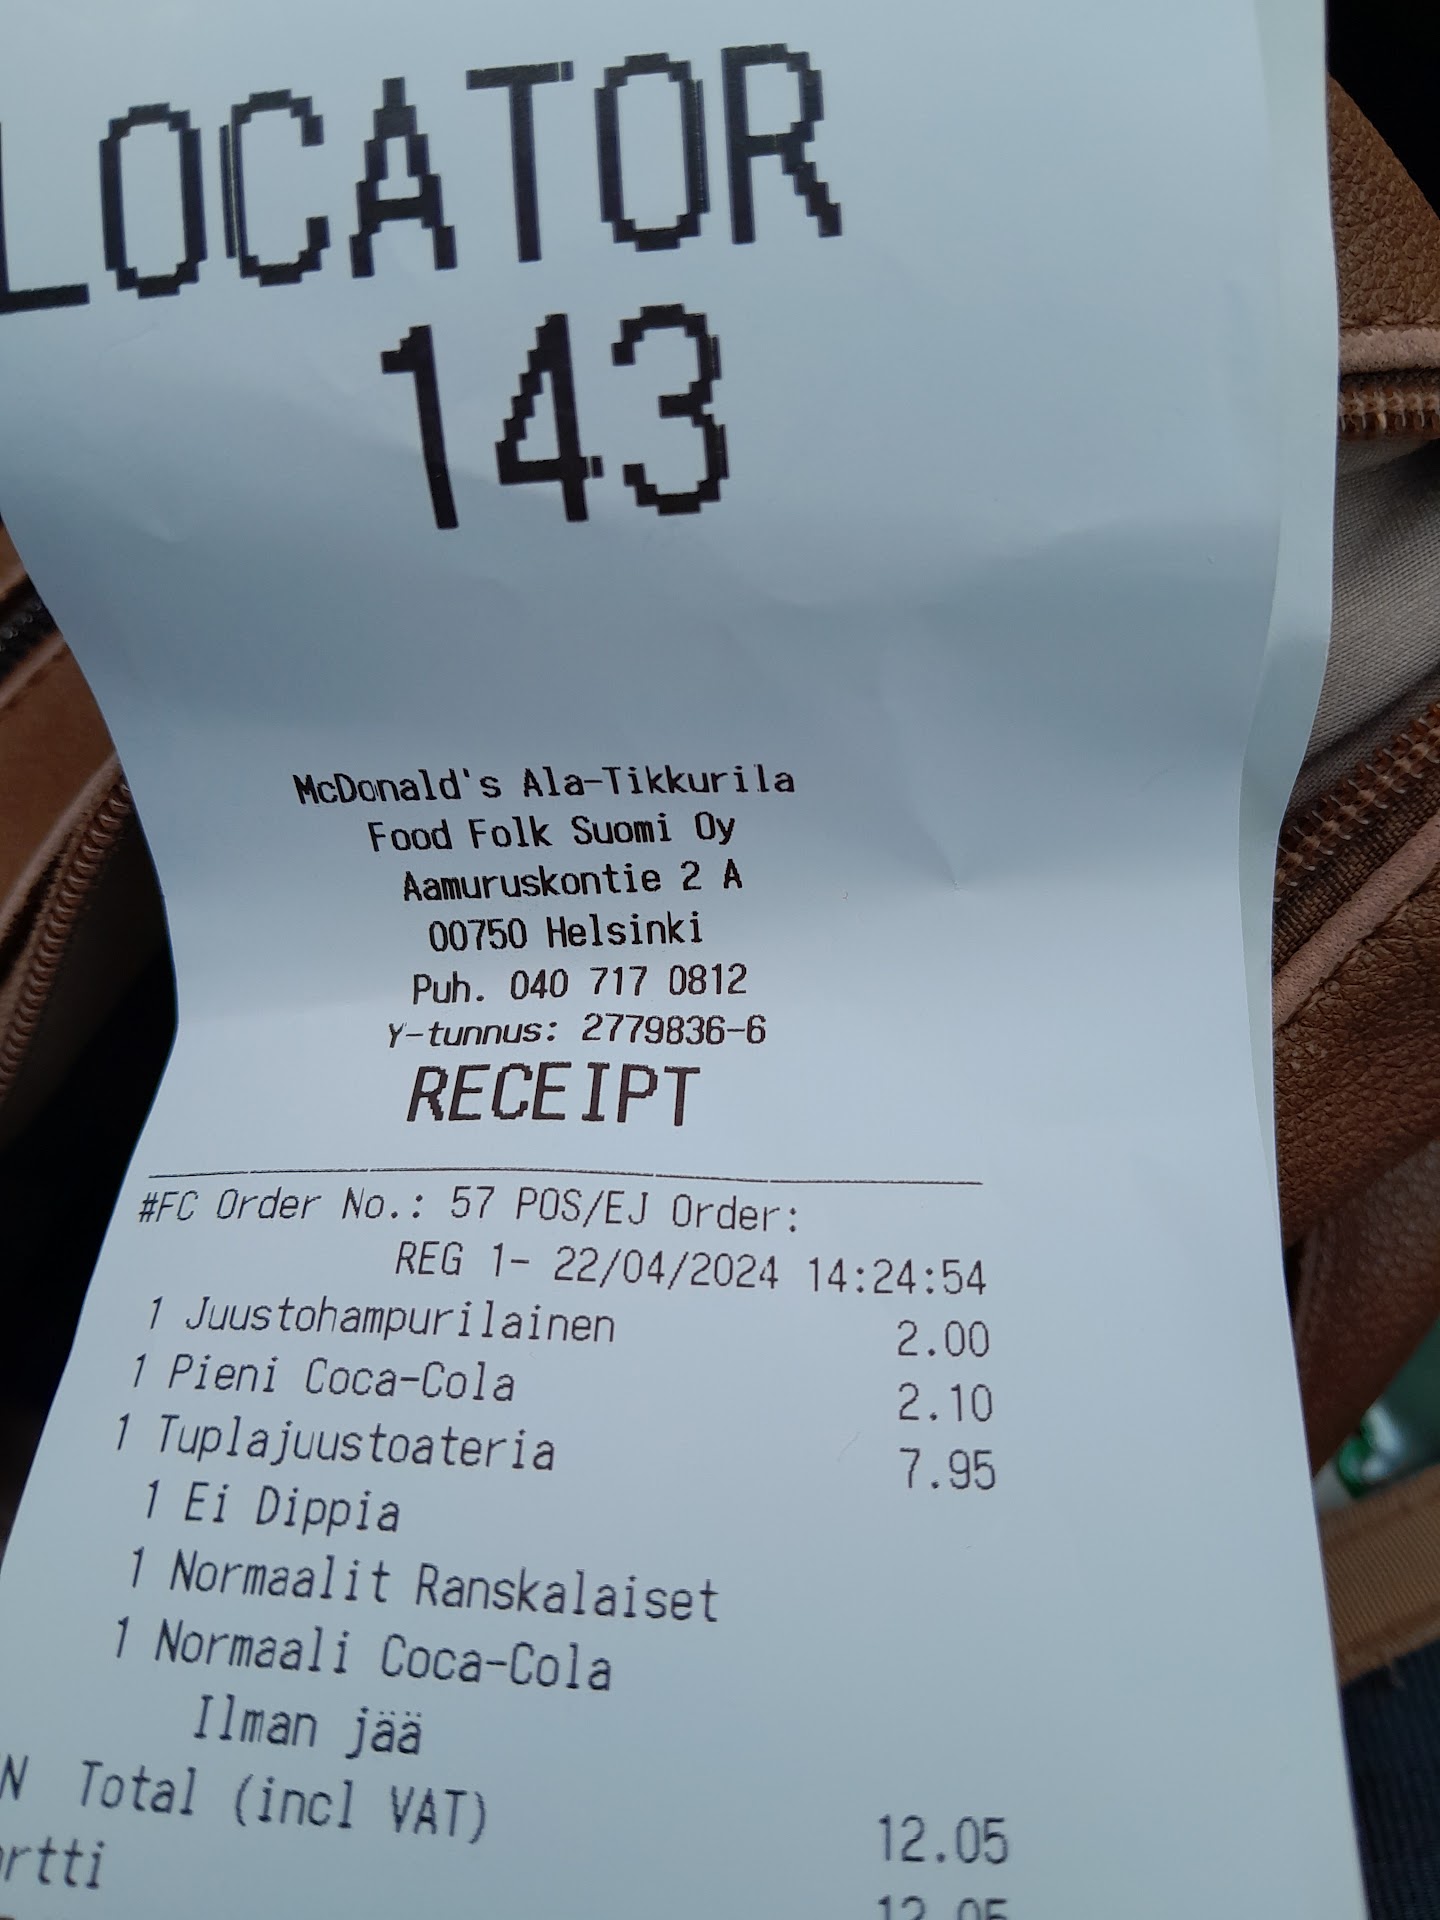 LOCATOR
143
McDonald's Ala-Tikkurila
Food Folk Suomi Oy
Aamuruskontie 2 A
00750 Helsinki
Puh. 040 717 0812
Y-tunnus: 2779836-6
RECEIPT
#FC Order No.: 57 POS/EJ Order:
REG 1- 22/04/2024 14:24:54
1 Juustohampurilainen 2.00
1 Pieni Coca-Cola 2.10
1 Tuplajuustoateria 7.95
1 Ei Dippia
1 Normaalit Ranskalaiset
1 Normaali Coca-Cola
Ilman jää
Total (incl VAT) 12.05
12.05